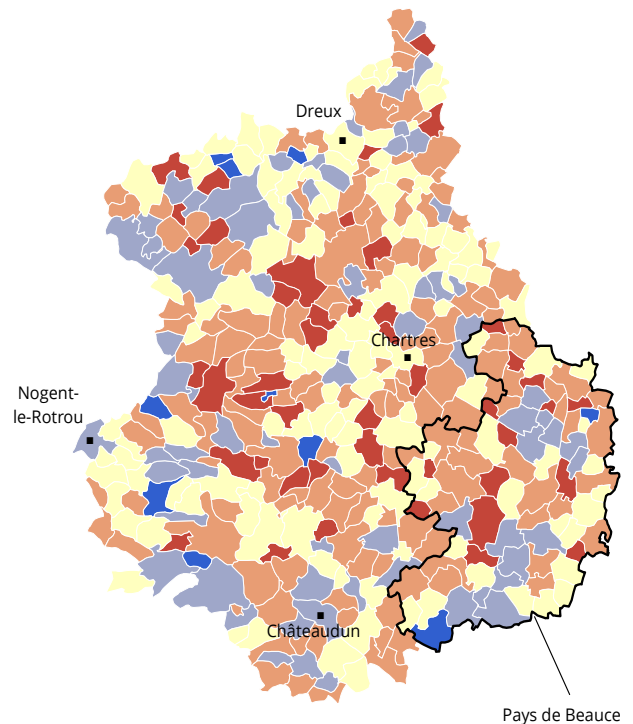 Dreux
Chartres
Nogent-
le-Rotrou
Châteaudun
Pays de Beauce